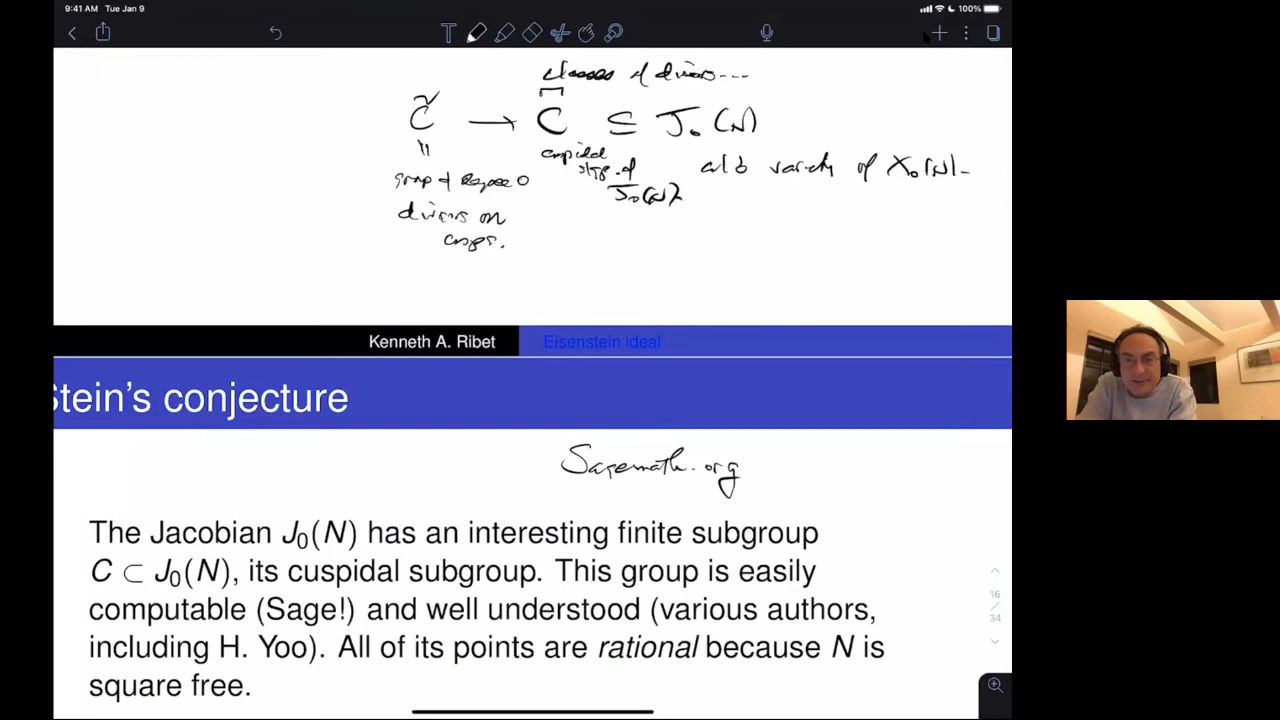 9:41 AM Tue Jan 9
100%
classes of divisors ---
C̃ → C ⊆ J₀(N)
cuspidal
of
J₀(N)
variety of X₀(N).
group of degree 0
divisors on
cusps.
Kenneth A. Ribet Eisenstein ideal
Stein's conjecture
Sagemath.org
The Jacobian J₀(N) has an interesting finite subgroup
C ⊂ J₀(N), its cuspidal subgroup. This group is easily
computable (Sage!) and well understood (various authors,
including H. Yoo). All of its points are rational because N is
square free.
16
/
34